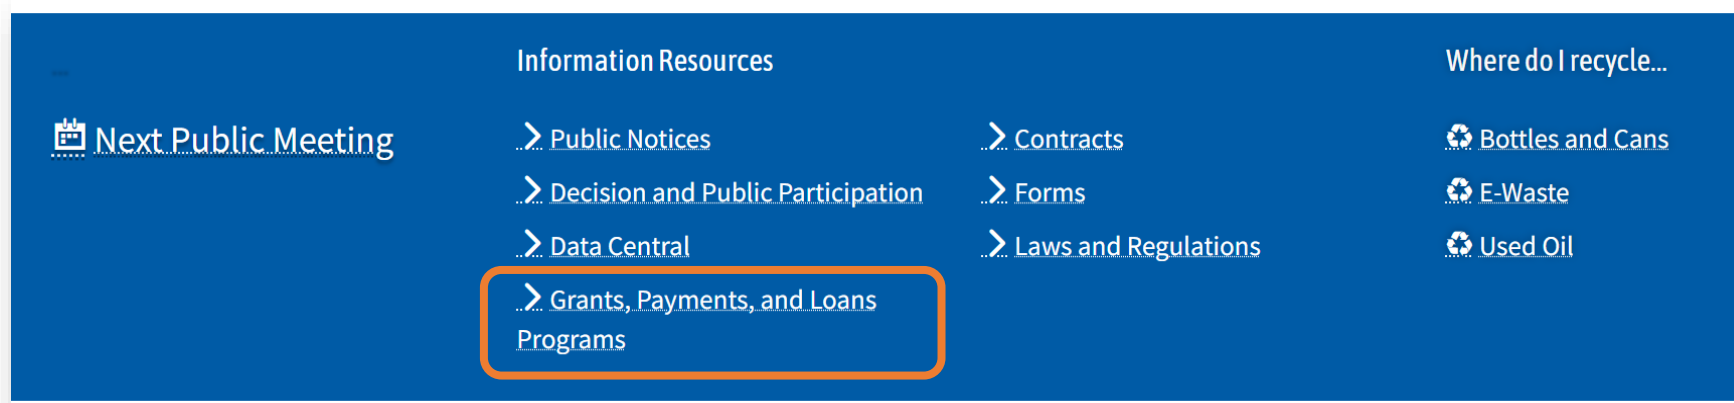 Next Public Meeting
Information Resources
Public Notices
Decision and Public Participation
Data Central
Grants, Payments, and Loans
Programs
Contracts
Forms
Laws and Regulations
Where do I recycle...
Bottles and Cans
E-Waste
Used Oil